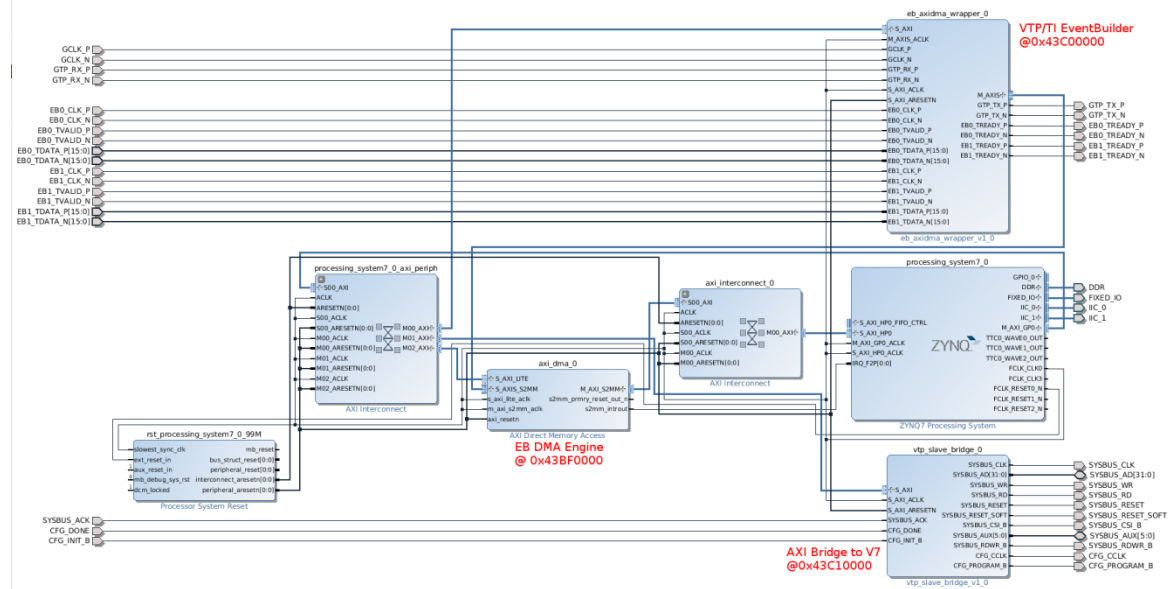 eb_axidma_wrapper_0
VTP/TI EventBuilder
@0x43C00000
S_AXI
M_AXIS_ACLK
GCLK_P
GCLK_N
GTP_RX_P
GTP_RX_N
S_AXI_ACLK
S_AXI_ARESETN
EB0_CLK_P
EB0_CLK_N
EB0_TVALID_P
EB0_TVALID_N
EB0_TDATA_P[15:0]
EB0_TDATA_N[15:0]
EB1_CLK_P
EB1_CLK_N
EB1_TVALID_P
EB1_TVALID_N
EB1_TDATA_P[15:0]
EB1_TDATA_N[15:0]
M_AXIS
GTP_TX_P
GTP_TX_N
EB0_TREADY_P
EB0_TREADY_N
EB1_TREADY_P
EB1_TREADY_N
eb_axidma_wrapper_v1_0
GCLK_P
GCLK_N
GTP_RX_P
GTP_RX_N
EB0_CLK_P
EB0_CLK_N
EB0_TVALID_P
EB0_TVALID_N
EB0_TDATA_P[15:0]
EB0_TDATA_N[15:0]
EB1_CLK_P
EB1_CLK_N
EB1_TVALID_P
EB1_TVALID_N
EB1_TDATA_P[15:0]
EB1_TDATA_N[15:0]
GTP_TX_P
GTP_TX_N
EB0_TREADY_P
EB0_TREADY_N
EB1_TREADY_P
EB1_TREADY_N
processing_system7_0_axi_periph
S00_AXI
ACLK
ARESETN[0:0]
S00_ACLK
S00_ARESETN[0:0]
M00_ACLK
M00_ARESETN[0:0]
M01_ACLK
M01_ARESETN[0:0]
M02_ACLK
M02_ARESETN[0:0]
M00_AXI
M01_AXI
M02_AXI
AXI Interconnect
axi_interconnect_0
S00_AXI
ACLK
ARESETN[0:0]
S00_ACLK
S00_ARESETN[0:0]
M00_ACLK
M00_ARESETN[0:0]
M00_AXI
AXI Interconnect
processing_system7_0
S_AXI_HP0_FIFO_CTRL
S_AXI_HP0
M_AXI_GP0_ACLK
S_AXI_HP0_ACLK
IRQ_F2P[0:0]
ZYNQ
GPIO_0
DDR
FIXED_IO
IIC_0
IIC_1
M_AXI_GP0
TTC0_WAVE0_OUT
TTC0_WAVE1_OUT
TTC0_WAVE2_OUT
FCLK_CLK0
FCLK_CLK3
FCLK_RESET0_N
FCLK_RESET1_N
FCLK_RESET2_N
ZYNQ7 Processing System
DDR
FIXED_IO
IIC_0
IIC_1
axi_dma_0
S_AXI_LITE
S_AXIS_S2MM
s_axi_lite_aclk
m_axi_s2mm_aclk
axi_resetn
M_AXI_S2MM
s2mm_prmry_reset_out_n
s2mm_introut
AXI Direct Memory Access
EB DMA Engine
@ 0x43BF0000
rst_processing_system7_0_99M
slowest_sync_clk
ext_reset_in
aux_reset_in
mb_debug_sys_rst
dcm_locked
mb_reset
bus_struct_reset[0:0]
peripheral_reset[0:0]
interconnect_aresetn[0:0]
peripheral_aresetn[0:0]
Processor System Reset
SYSBUS_ACK
CFG_DONE
CFG_INIT_B
AXI Bridge to V7
@0x43C10000
vtp_slave_bridge_0
S_AXI
S_AXI_ACLK
S_AXI_ARESETN
SYSBUS_ACK
CFG_DONE
CFG_INIT_B
SYSBUS_CLK
SYSBUS_AD[31:0]
SYSBUS_WR
SYSBUS_RD
SYSBUS_RESET
SYSBUS_RESET_SOFT
SYSBUS_CSI_B
SYSBUS_AUX[5:0]
SYSBUS_RDWR_B
CFG_CCLK
CFG_PROGRAM_B
vtp_slave_bridge_v1_0
SYSBUS_CLK
SYSBUS_AD[31:0]
SYSBUS_WR
SYSBUS_RD
SYSBUS_RESET
SYSBUS_RESET_SOFT
SYSBUS_CSI_B
SYSBUS_AUX[5:0]
SYSBUS_RDWR_B
CFG_CCLK
CFG_PROGRAM_B